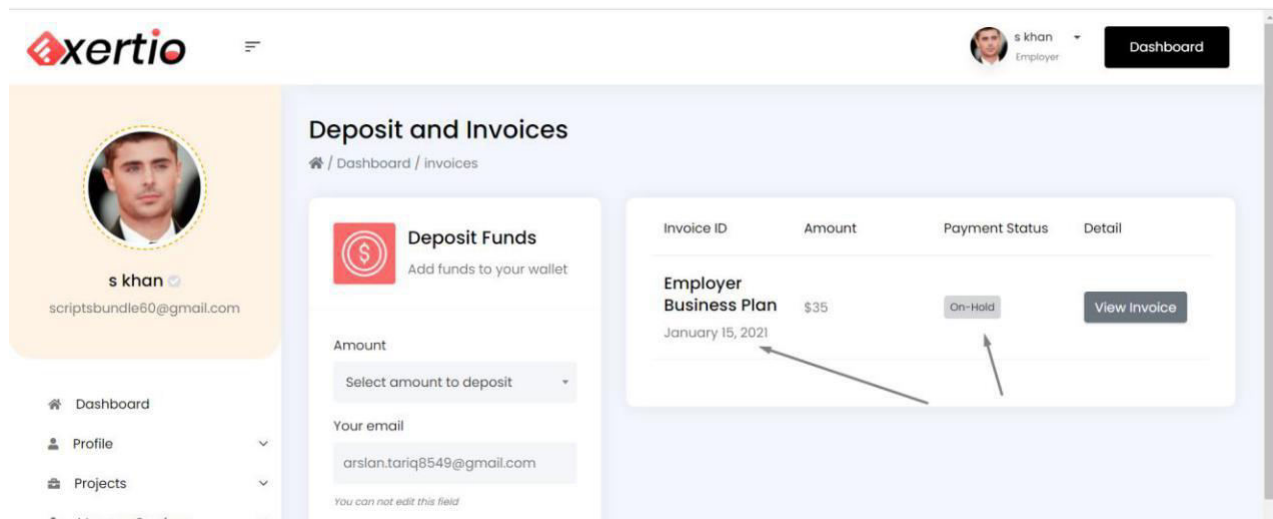 exertio
s khan
Employer
Dashboard
Deposit and Invoices
/ Dashboard / invoices
s khan
scriptsbundle60@gmail.com
Dashboard
Profile
Projects
Deposit Funds
Add funds to your wallet
Amount
Select amount to deposit
Your email
arslan.tariq8549@gmail.com
You can not edit this field
Invoice ID Amount Payment Status Detail
Employer
Business Plan
January 15, 2021
$35
On-Hold
View Invoice